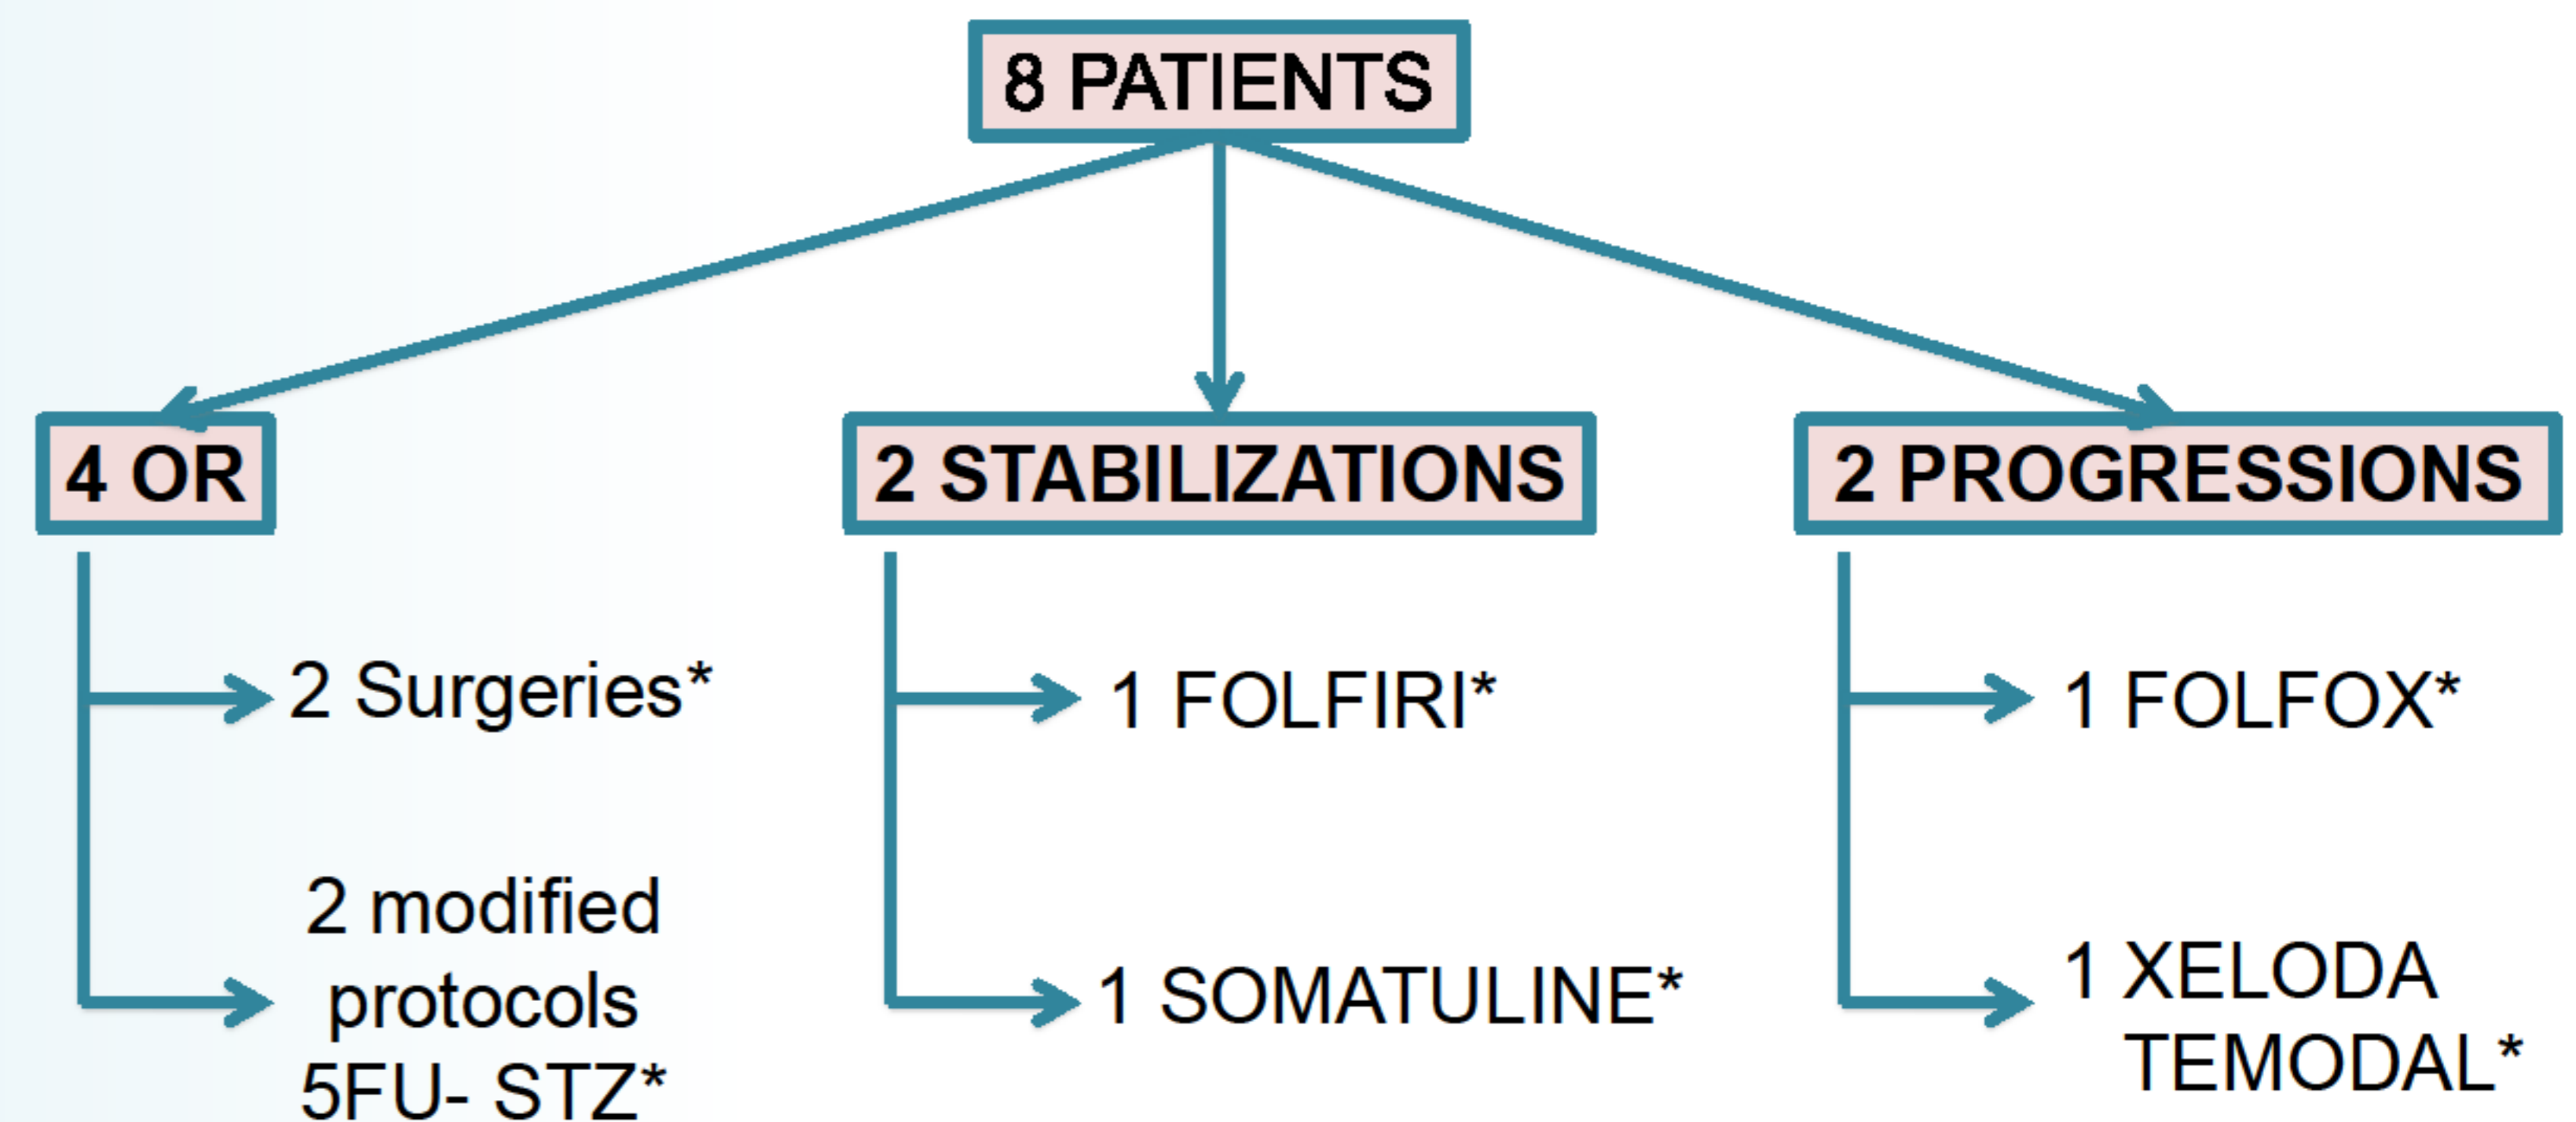 8 PATIENTS
4 OR
2 Surgeries*
2 modified
protocols
5FU- STZ*
2 STABILIZATIONS
1 FOLFIRI*
1 SOMATULINE*
2 PROGRESSIONS
1 FOLFOX*
1 XELODA
TEMODAL*